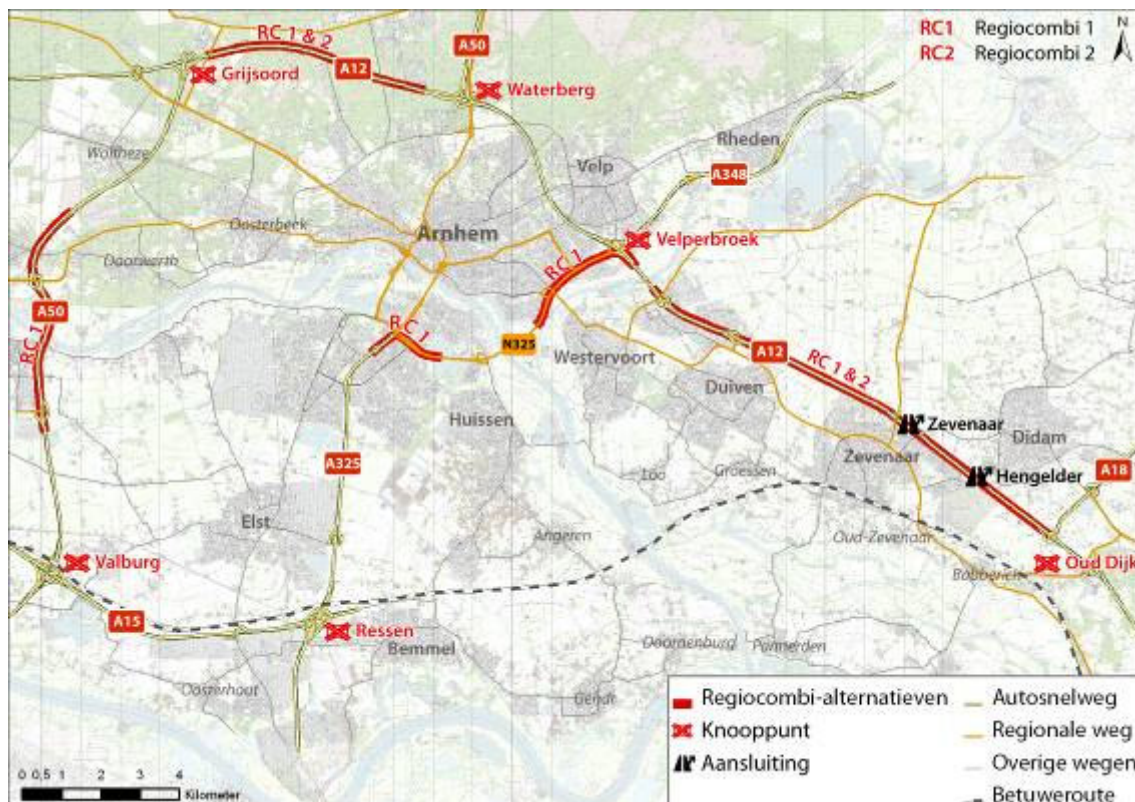 RC 1 & 2
A50
RC1 Regiocombi 1
RC2 Regiocombi 2
N
Grijsoord
A12
Waterberg
Wolfheze
Rheden
Velp
A348
Oosterbeek
Arnhem
Velperbroek
Doorwerth
RC 1
A50
RC 1
RC 1
N325
Westervoort
A12
RC 1 & 2
Duiven
Huissen
Zevenaar
Didam
Zevenaar
A325
Loo
Groessen
Hengelder
A18
Elst
Angeren
Oud-Zevenaar
Valburg
Babberich
Oud Dijk
A15
Ressen
Bemmel
Doornenburg
Pannerden
Oosterhout
Gendt
Regiocombi-alternatieven
Knooppunt
Aansluiting
Autosnelweg
Regionale weg
Overige wegen
Betuweroute
0 0,5 1 2 3 4
Kilometer